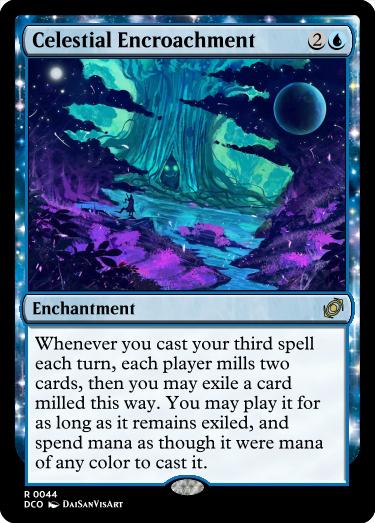 Celestial Encroachment 2
Enchantment
Whenever you cast your third spell
each turn, each player mills two
cards, then you may exile a card
milled this way. You may play it for
as long as it remains exiled, and
spend mana as though it were mana
of any color to cast it.
R 0044
DCO DaiSanVisArt